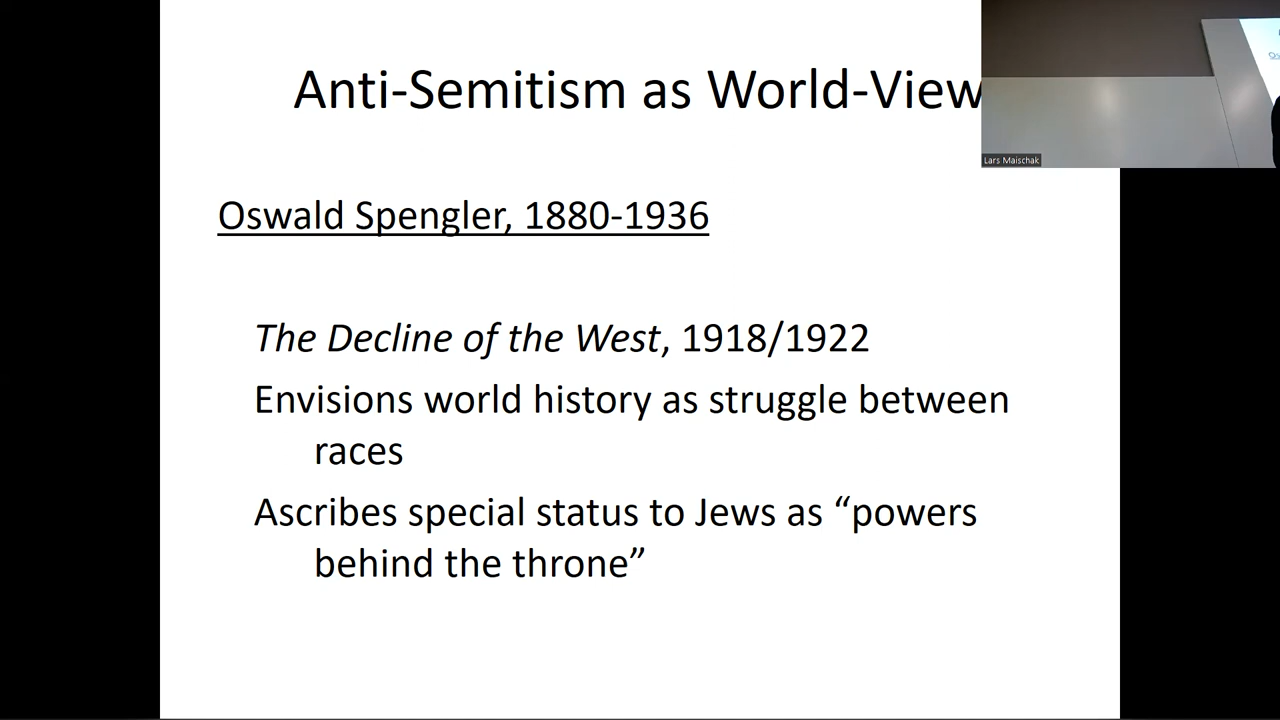 Anti-Semitism as World-View
Lars Maischak
Oswald Spengler, 1880-1936
The Decline of the West, 1918/1922
Envisions world history as struggle between
races
Ascribes special status to Jews as “powers
behind the throne”